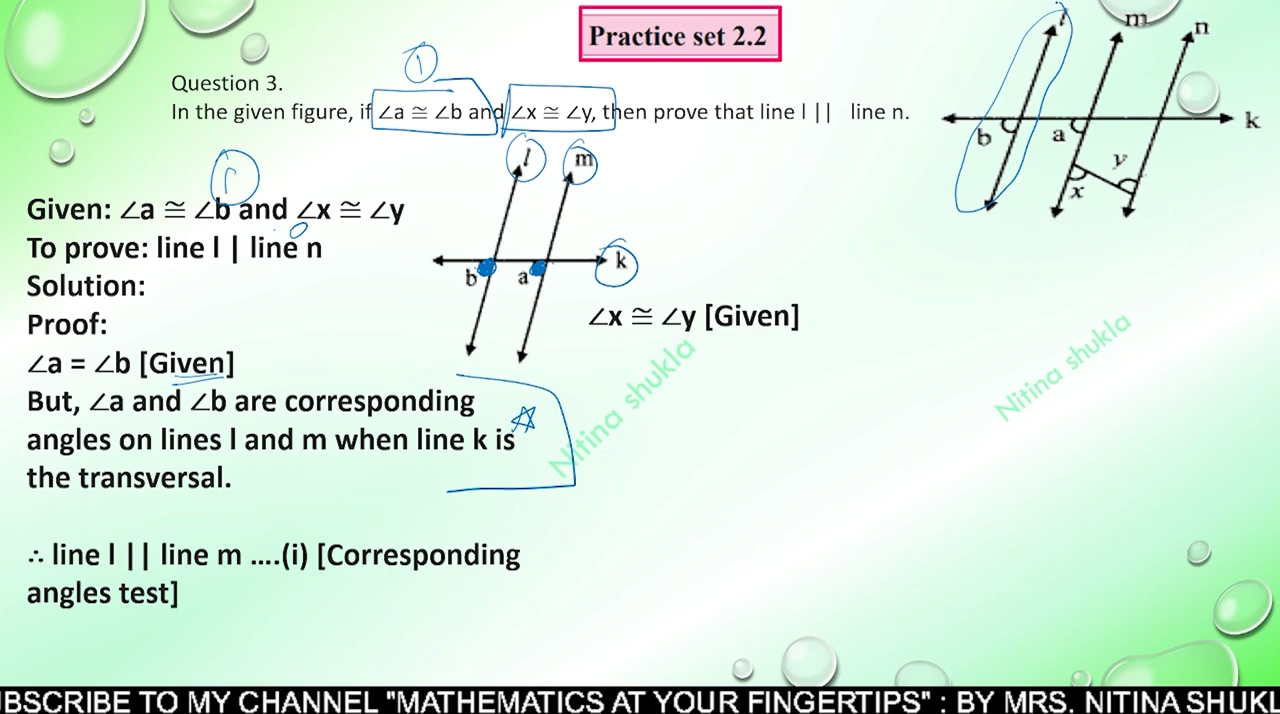 Practice set 2.2
Question 3.
In the given figure, if ∠a ≅ ∠b and ∠x ≅ ∠y, then prove that line l || line n.
l m n
k
b a y
x
1
l m
k
b a
Given: ∠a ≅ ∠b and ∠x ≅ ∠y
To prove: line l | line n
Solution:
Proof:
∠a = ∠b [Given]
But, ∠a and ∠b are corresponding
angles on lines l and m when line k is
the transversal.
∴ line l || line m ....(i) [Corresponding
angles test]
∠x ≅ ∠y [Given]
Nitina shukla
Nitina shukla
UBSCRIBE TO MY CHANNEL "MATHEMATICS AT YOUR FINGERTIPS" : BY MRS. NITINA SHUKL